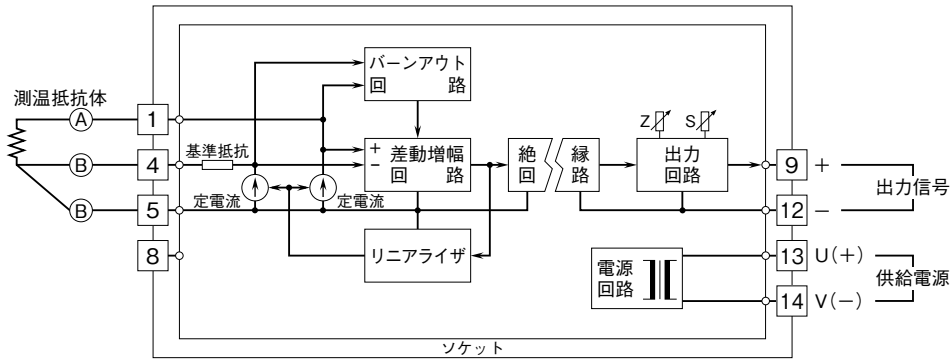 測温抵抗体
A
B
B
1
4
5
8
基準抵抗
定電流
定電流
バーンアウト
回路
+
−
差動増幅
回路
リニアライザ
絶縁
回路
Z
S
出力
回路
電源
回路
9 +
12 −
出力信号
13 U(+)
14 V(−)
供給電源
ソケット